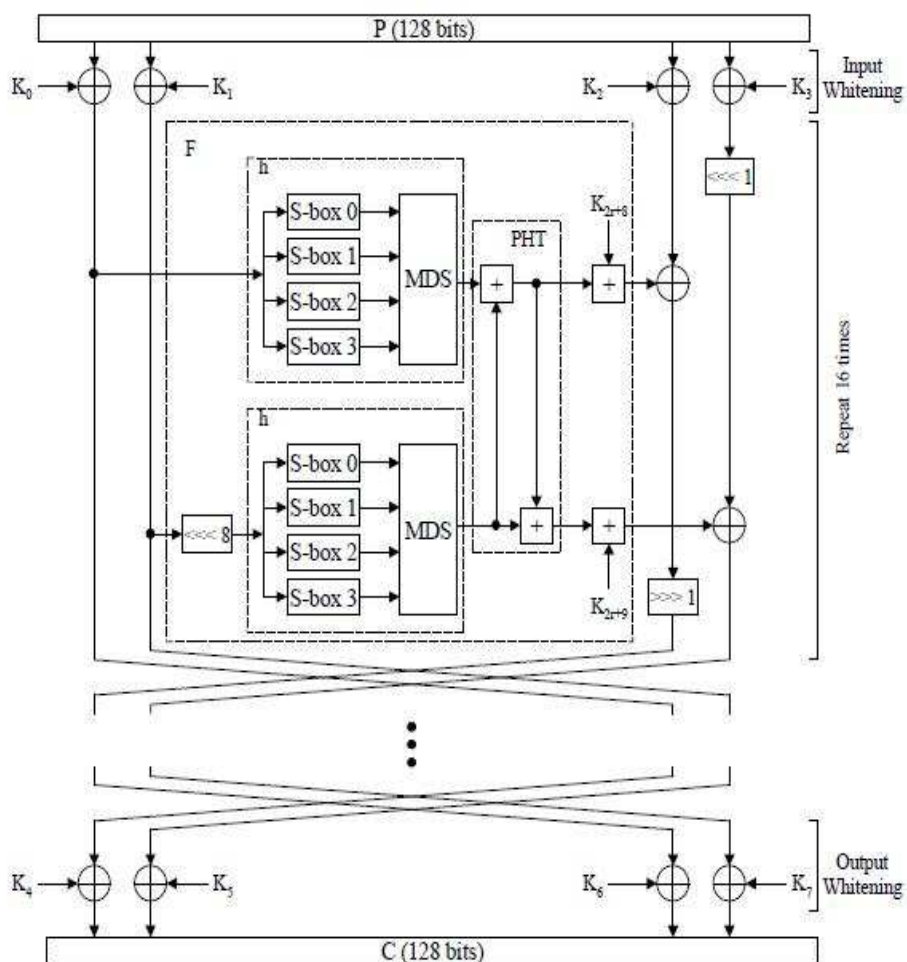 P (128 bits)
K0
K1
K2
K3
Input
Whitening
F
<<< 1
h
S-box 0
S-box 1
S-box 2
S-box 3
MDS
PHT
+
K2r+8
+
h
S-box 0
S-box 1
S-box 2
S-box 3
<<< 8
MDS
+
+
K2r+9
>>> 1
Repeat 16 times
K4
K5
K6
K7
Output
Whitening
C (128 bits)